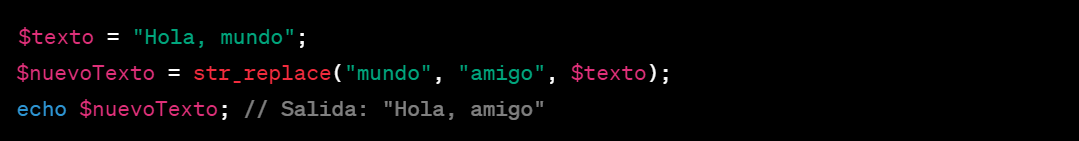 $texto = "Hola, mundo";
$nuevoTexto = str_replace("mundo", "amigo", $texto);
echo $nuevoTexto; // Salida: "Hola, amigo"